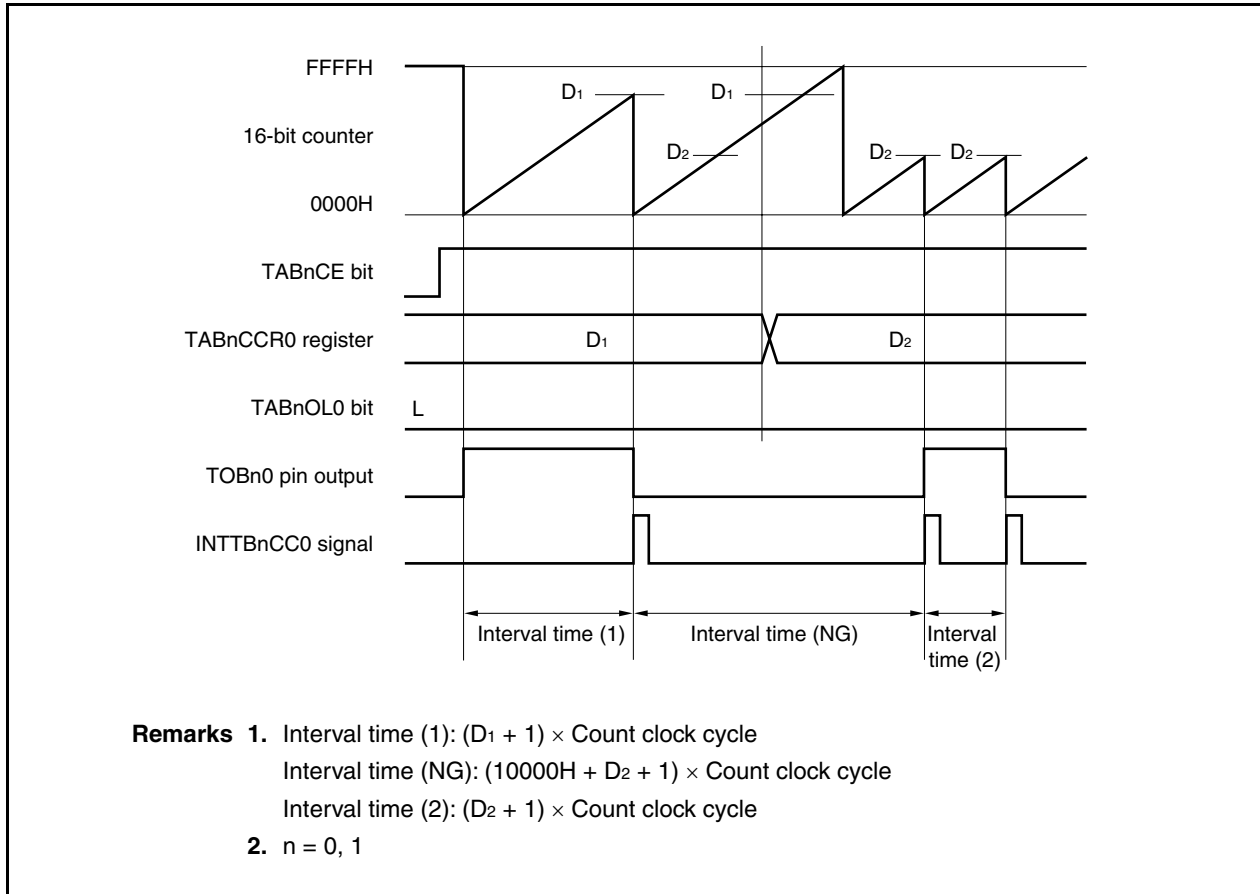 FFFFH
D1 D1
16-bit counter
D2 D2 D2
0000H
TABnCE bit
TABnCCR0 register D1 D2
TABnOL0 bit L
TOBn0 pin output
INTTBnCC0 signal
Interval time (1) Interval time (NG) Interval
time (2)
Remarks 1. Interval time (1): (D1 + 1) × Count clock cycle
Interval time (NG): (10000H + D2 + 1) × Count clock cycle
Interval time (2): (D2 + 1) × Count clock cycle
2. n = 0, 1